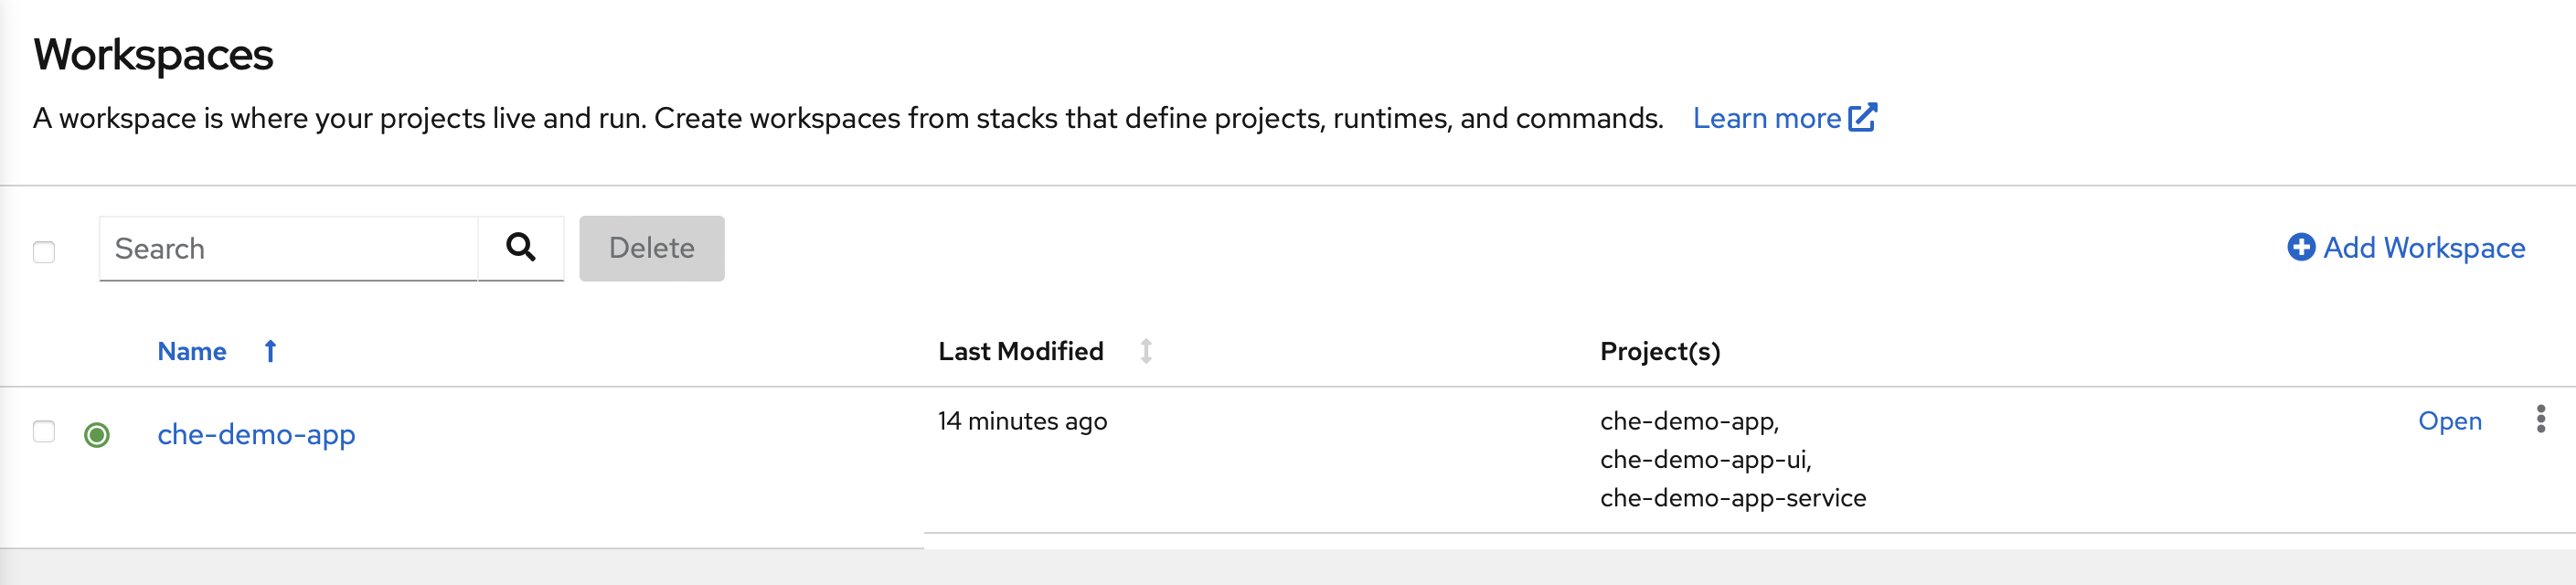 Workspaces
A workspace is where your projects live and run. Create workspaces from stacks that define projects, runtimes, and commands. Learn more
Search Delete Add Workspace
Name Last Modified Project(s)
che-demo-app 14 minutes ago che-demo-app, Open
che-demo-app-ui,
che-demo-app-service